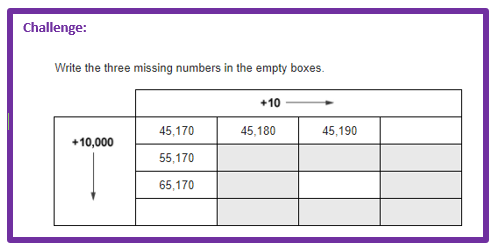 Challenge:
Write the three missing numbers in the empty boxes.
+10
+10,000
45,170 45,180 45,190
55,170
65,170